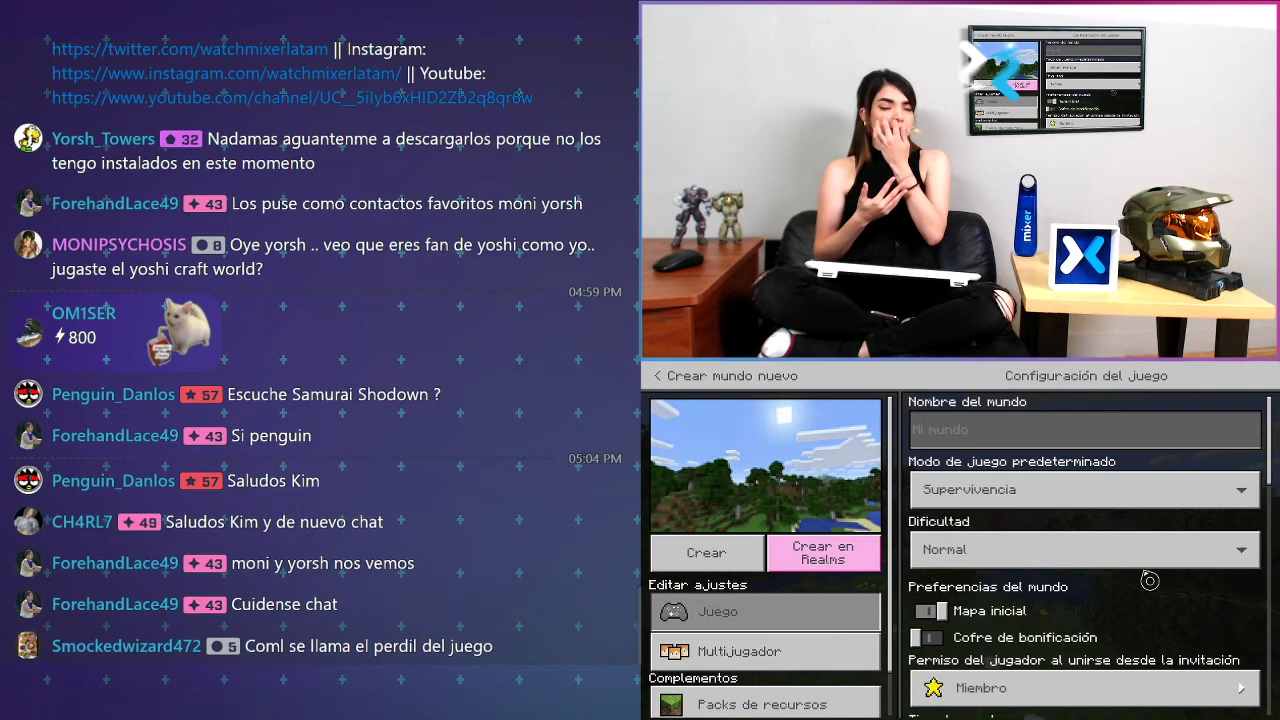 https://twitter.com/watchmixerlatam || Instagram:
https://www.instagram.com/watchmixerlatam/ || Youtube:
Yorsh_Towers 32 Nadamas aguantenme a descargarlos porque no los
tengo instalados en este momento
ForehandLace49 43 Los puse como contactos favoritos moni yorsh
MONIPSYCHOSIS 8 Oye yorsh .. veo que eres fan de yoshi como yo..
jugaste el yoshi craft world?
04:59 PM
OM1SER
800
Penguin_Danlos 57 Escuche Samurai Shodown ?
ForehandLace49 43 Si penguin
05:04 PM
Penguin_Danlos 57 Saludos Kim
CH4RL7 49 Saludos Kim y de nuevo chat
ForehandLace49 43 moni y yorsh nos vemos
ForehandLace49 43 Cuidense chat
Smockedwizard472 5 Coml se llama el perdil del juego
mixer
Crear mundo nuevo
Configuración del juego
Crear
Crear en
Realms
Editar ajustes
Juego
Multijugador
Complementos
Packs de recursos
Nombre del mundo
Mi mundo
Modo de juego predeterminado
Supervivencia
Dificultad
Normal
Preferencias del mundo
Mapa inicial
Cofre de bonificación
Permiso del jugador al unirse desde la invitación
Miembro